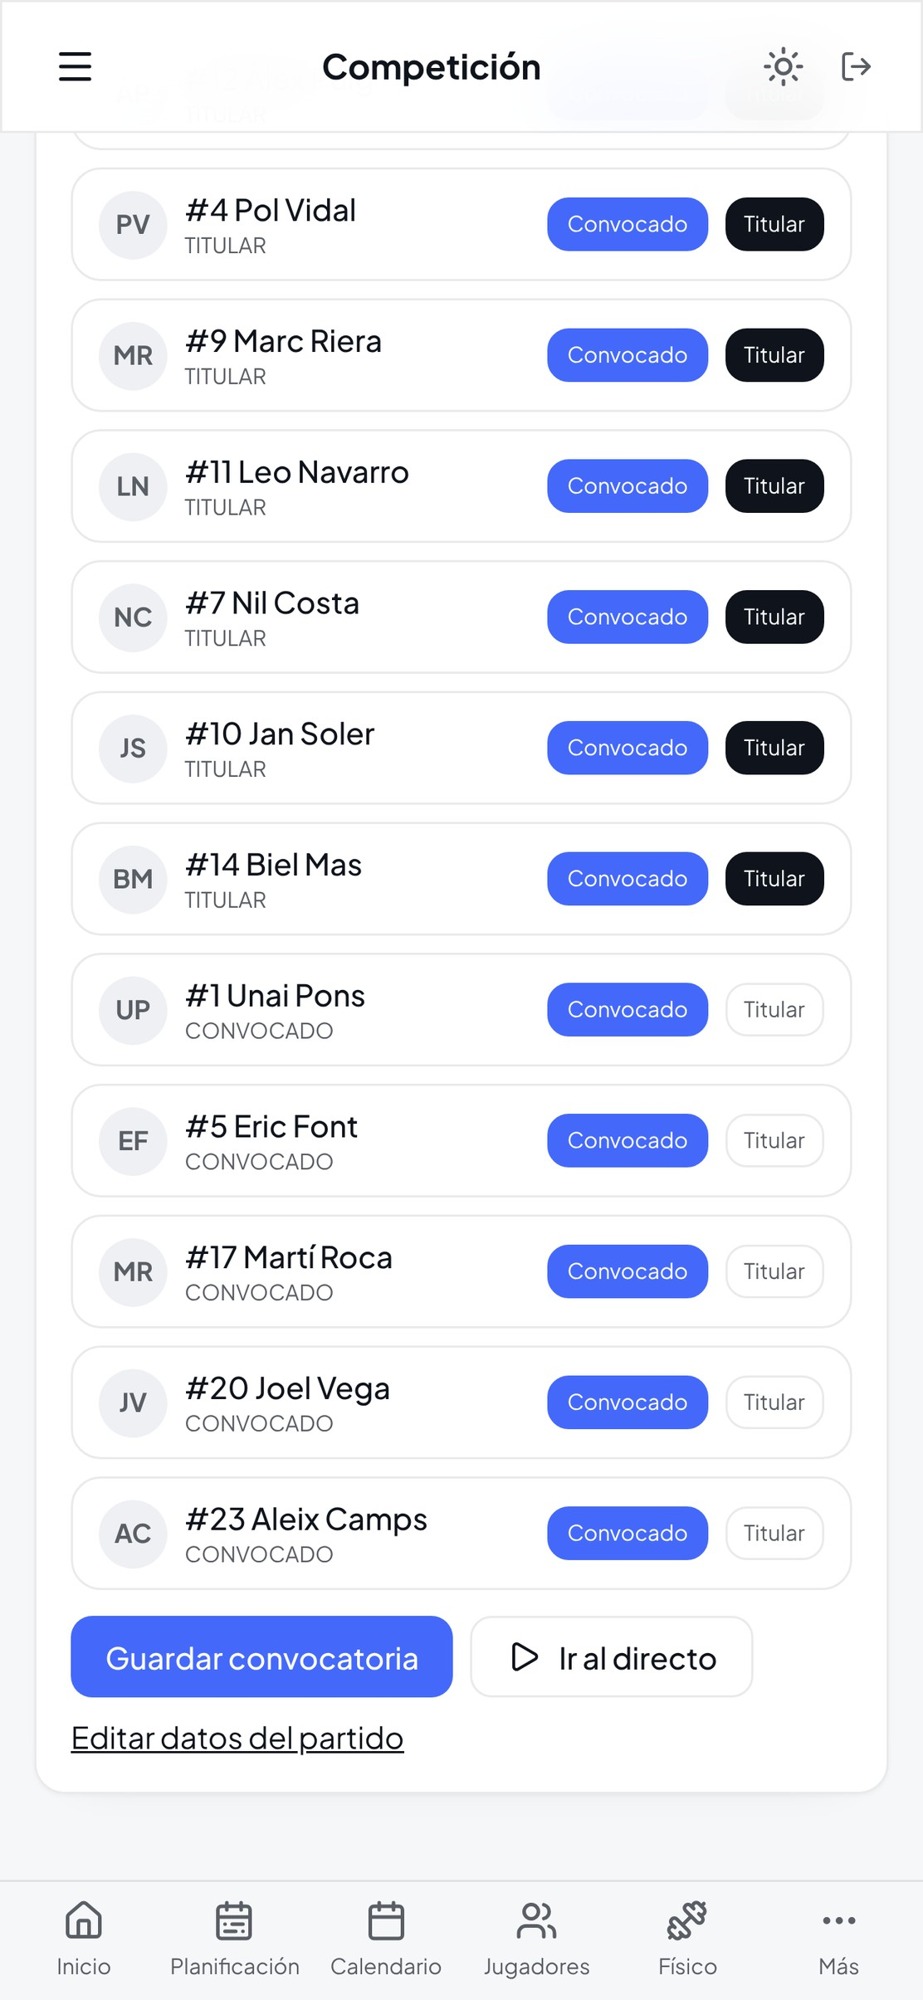 Competición
PV
#4 Pol Vidal
TITULAR
Convocado
Titular
MR
#9 Marc Riera
TITULAR
Convocado
Titular
LN
#11 Leo Navarro
TITULAR
Convocado
Titular
NC
#7 Nil Costa
TITULAR
Convocado
Titular
JS
#10 Jan Soler
TITULAR
Convocado
Titular
BM
#14 Biel Mas
TITULAR
Convocado
Titular
UP
#1 Unai Pons
CONVOCADO
Convocado
Titular
EF
#5 Eric Font
CONVOCADO
Convocado
Titular
MR
#17 Martí Roca
CONVOCADO
Convocado
Titular
JV
#20 Joel Vega
CONVOCADO
Convocado
Titular
AC
#23 Aleix Camps
CONVOCADO
Convocado
Titular
Guardar convocatoria
Ir al directo
Editar datos del partido
Inicio
Planificación
Calendario
Jugadores
Físico
Más